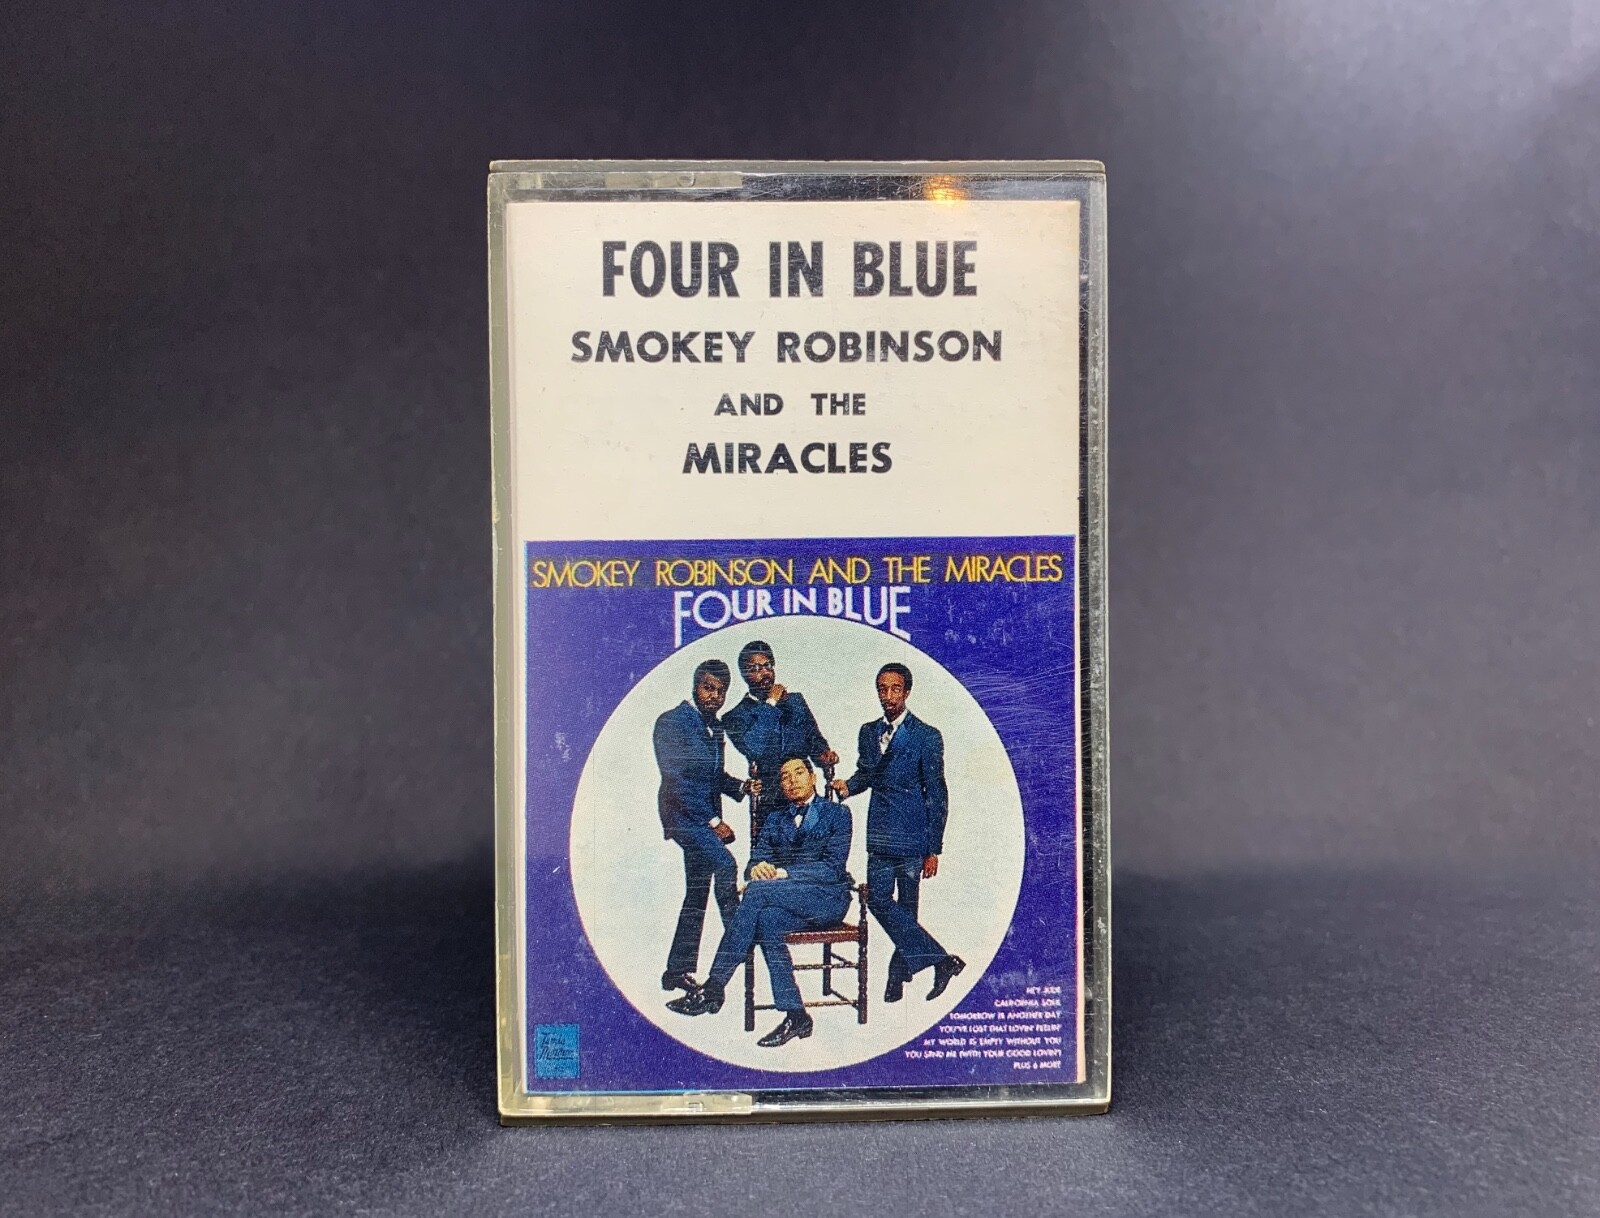 FOUR IN BLUE
SMOKEY ROBINSON
AND THE
MIRACLES
SMOKEY ROBINSON AND THE MIRACLES
FOUR IN BLUE
HEY JUDE
CALIFORNIA SOUL
TOMORROW IS ANOTHER DAY
YOU'VE LOST THAT LOVIN' FEELIN'
MY WORLD IS EMPTY WITHOUT YOU
YOU SEND ME (WITH YOUR GOOD LOVIN')
PLUS 6 MORE
Tamla
Motown